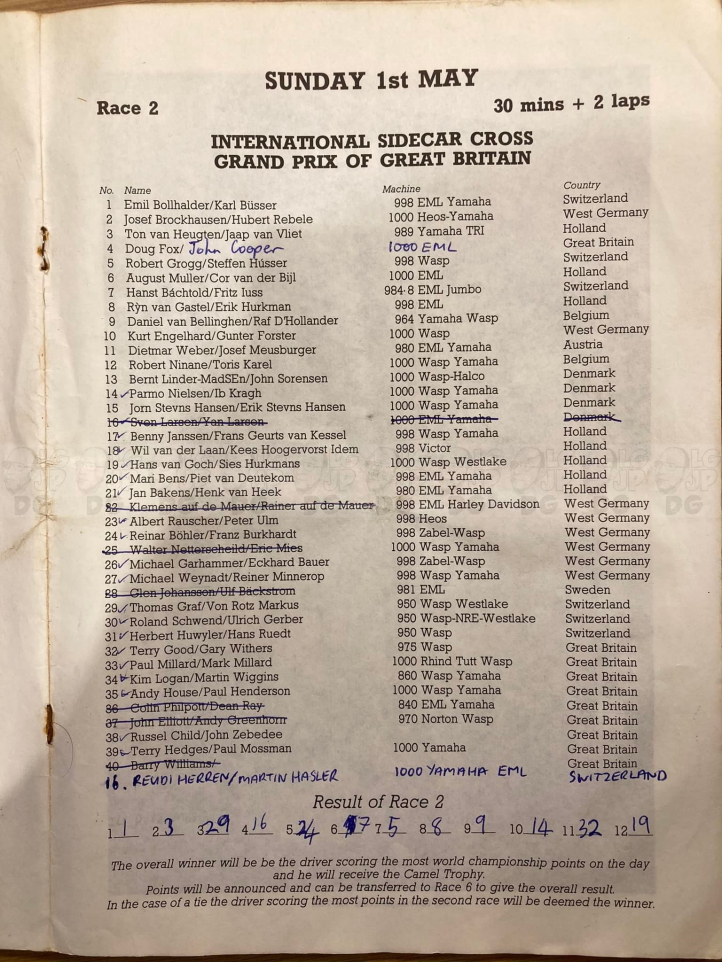 SUNDAY 1st MAY
Race 2 30 mins + 2 laps
INTERNATIONAL SIDECAR CROSS
GRAND PRIX OF GREAT BRITAIN
No. Name Machine Country
1 Emil Bollhalder/Karl Büsser 998 EML Yamaha Switzerland
2 Josef Brockhausen/Hubert Rebele 1000 Heos-Yamaha West Germany
3 Ton van Heugten/Jaap van Vliet 989 Yamaha TRI Holland
4 Doug Fox/ John Cooper 1000 EML Great Britain
5 Robert Grogg/Steffen Hüsser 998 Wasp Switzerland
6 August Muller/Cor van der Bijl 1000 EML Holland
7 Hanst Bächtold/Fritz Iuss 984·8 EML Jumbo Switzerland
8 Rÿn van Gastel/Erik Hurkman 998 EML Holland
9 Daniel van Bellinghen/Raf D'Hollander 964 Yamaha Wasp Belgium
10 Kurt Engelhard/Gunter Forster 1000 Wasp West Germany
11 Dietmar Weber/Josef Meusburger 980 EML Yamaha Austria
12 Robert Ninane/Toris Karel 1000 Wasp Yamaha Belgium
13 Bernt Linder-MadSEn/John Sorensen 1000 Wasp-Halco Denmark
14 Parmo Nielsen/Ib Kragh 1000 Wasp Yamaha Denmark
15 Jorn Stevns Hansen/Erik Stevns Hansen 1000 Wasp Yamaha Denmark
16 Sven Larsen/Yan Larsen 1000 EML Yamaha Denmark
17 Benny Janssen/Frans Geurts van Kessel 998 Wasp Yamaha Holland
18 Wil van der Laan/Kees Hoogervorst Idem 998 Victor Holland
19 Hans van Goch/Sies Hurkmans 1000 Wasp Westlake Holland
20 Mari Bens/Piet van Deutekom 998 EML Yamaha Holland
21 Jan Bakens/Henk van Heek 980 EML Yamaha Holland
22 Klemens auf de Mauer/Rainer auf de Mauer 998 EML Harley Davidson West Germany
23 Albert Rauscher/Peter Ulm 998 Heos West Germany
24 Reinar Böhler/Franz Burkhardt 998 Zabel-Wasp West Germany
25 Walter Netterscheild/Eric Mies 1000 Wasp Yamaha West Germany
26 Michael Garhammer/Eckhard Bauer 998 Zabel-Wasp West Germany
27 Michael Weynadt/Reiner Minnerop 998 Wasp Yamaha West Germany
28 Glen Johansson/Ulf Bäckstrom 981 EML Sweden
29 Thomas Graf/Von Rotz Markus 950 Wasp Westlake Switzerland
30 Roland Schwend/Ulrich Gerber 950 Wasp-NRE-Westlake Switzerland
31 Herbert Huwyler/Hans Ruedt 950 Wasp Switzerland
32 Terry Good/Gary Withers 975 Wasp Great Britain
33 Paul Millard/Mark Millard 1000 Rhind Tutt Wasp Great Britain
34 Kim Logan/Martin Wiggins 860 Wasp Yamaha Great Britain
35 Andy House/Paul Henderson 1000 Wasp Yamaha Great Britain
36 Colin Philpott/Dean Ray 840 EML Yamaha Great Britain
37 John Elliott/Andy Greenhorn 970 Norton Wasp Great Britain
38 Russel Child/John Zebedee Great Britain
39 Terry Hedges/Paul Mossman 1000 Yamaha Great Britain
40 Barry Williams/ Great Britain
16. REUDI HERREN/MARTIN HASLER 1000 YAMAHA EML SWITZERLAND
Result of Race 2
1 1 2 3 3 29 4 16 5 24 6 17 7 5 8 8 9 9 10 14 11 32 12 19
The overall winner will be be the driver scoring the most world championship points on the day
and he will receive the Camel Trophy.
Points will be announced and can be transferred to Race 6 to give the overall result.
In the case of a tie the driver scoring the most points in the second race will be deemed the winner.